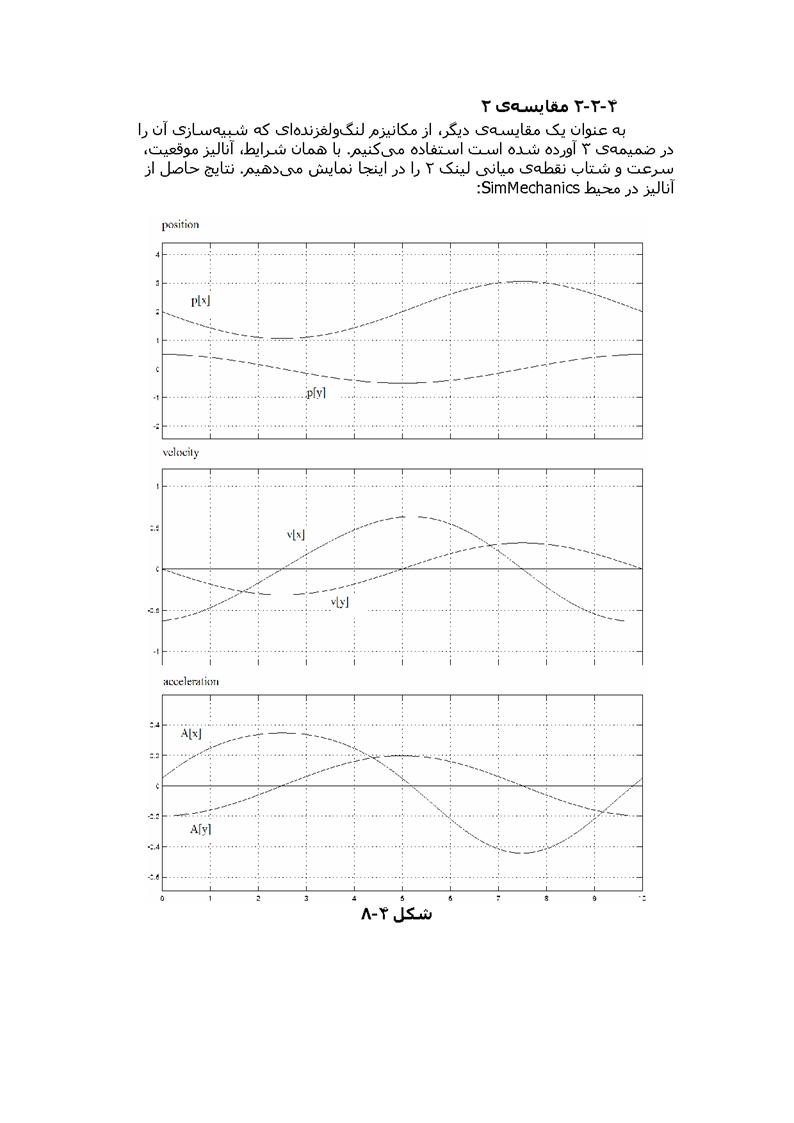 ۴-۲-۲ مقایسه‌ی ۲
به عنوان یک مقایسه‌ی دیگر، از مکانیزم لنگ‌ولغزنده‌ای که شبیه‌سازی آن را
در ضمیمه‌ی ۳ آورده شده است استفاده می‌کنیم. با همان شرایط، آنالیز موقعیت،
سرعت و شتاب نقطه‌ی میانی لینک ۲ را در اینجا نمایش می‌دهیم. نتایج حاصل از
آنالیز در محیط SimMechanics:
position
4
3
p[x]
2
1
0
p[y]
-1
-2
velocity
1
0.5
v[x]
0
v[y]
-0.5
-1
acceleration
0.4
A[x]
0.2
0
-0.2
A[y]
-0.4
-0.6
0 1 2 3 4 5 6 7 8 9 10
شکل ۴-۸